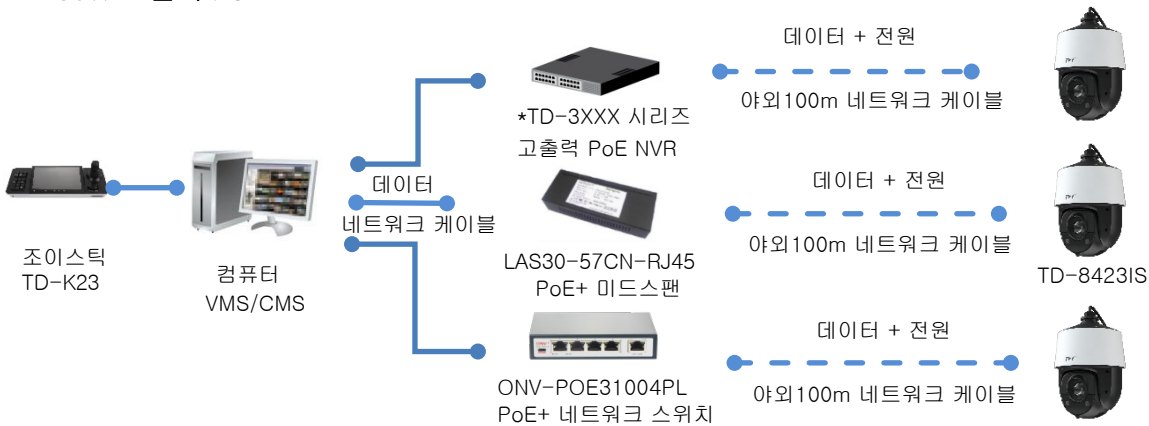 데이터 + 전원
야외100m 네트워크 케이블
*TD-3XXX 시리즈
고출력 PoE NVR
데이터
네트워크 케이블
데이터 + 전원
야외100m 네트워크 케이블
조이스틱
TD-K23
컴퓨터
VMS/CMS
LAS30-57CN-RJ45
PoE+ 미드스팬
TD-8423IS
데이터 + 전원
야외100m 네트워크 케이블
ONV-POE31004PL
PoE+ 네트워크 스위치